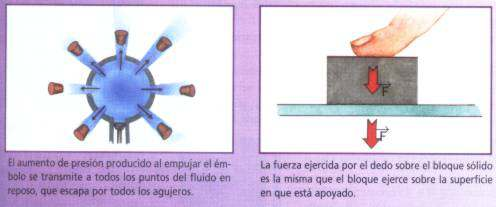 F
F
El aumento de presión producido al empujar el ém-
bolo se transmite a todos los puntos del fluido en
reposo, que escapa por todos los agujeros.
La fuerza ejercida por el dedo sobre el bloque sólido
es la misma que el bloque ejerce sobre la superficie
en que está apoyado.